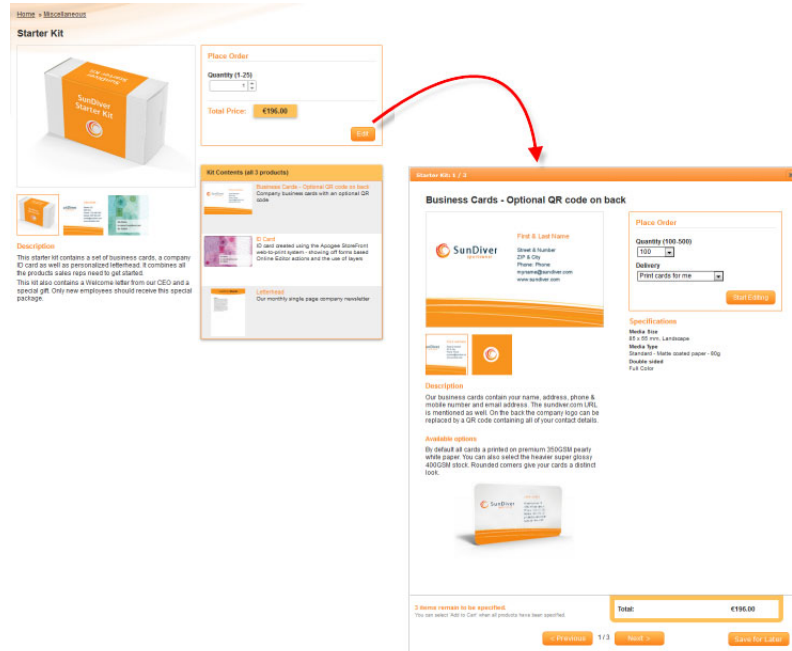 Home » Miscellaneous
Starter Kit
SunDiver
Starter Kit
SunDiver
Starter Kit
Description
This starter kit contains a set of business cards, a company
ID card as well as personalized letterhead. It combines all
the products sales reps need to get started.
This kit also contains a Welcome letter from our CEO and a
special gift. Only new employees should receive this special
package.
Place Order
Quantity (1-25)
1
Total Price: €196.00
Edit
Kit Contents (all 3 products)
Business Cards - Optional QR code on back
Company business cards with an optional QR
code
ID Card
ID card created using the Apogee StoreFront
web-to-print system - showing off forms based
Online Editor actions and the use of layers
Letterhead
Our monthly single page company newsletter
Starter Kit: 1 / 3
Business Cards - Optional QR code on back
SunDiver
First & Last Name
Street & Number
ZIP & City
Phone: Phone
myname@sundiver.com
www.sundiver.com
Description
Our business cards contain your name, address, phone &
mobile number and email address. The sundiver.com URL
is mentioned as well. On the back the company logo can be
replaced by a QR code containing all of your contact details.
Available options
By default all cards a printed on premium 350GSM pearly
white paper. You can also select the heavier super glossy
400GSM stock. Rounded corners give your cards a distinct
look.
SunDiver
Place Order
Quantity (100-500)
100
Delivery
Print cards for me
Start Editing
Specifications
Media Size
85 x 55 mm, Landscape
Media Type
Standard - Matte coated paper - 60g
Double sided
Full Color
3 items remain to be specified.
You can select 'Add to Cart' when all products have been specified.
Total: €196.00
< Previous 1/3 Next >
Save for Later